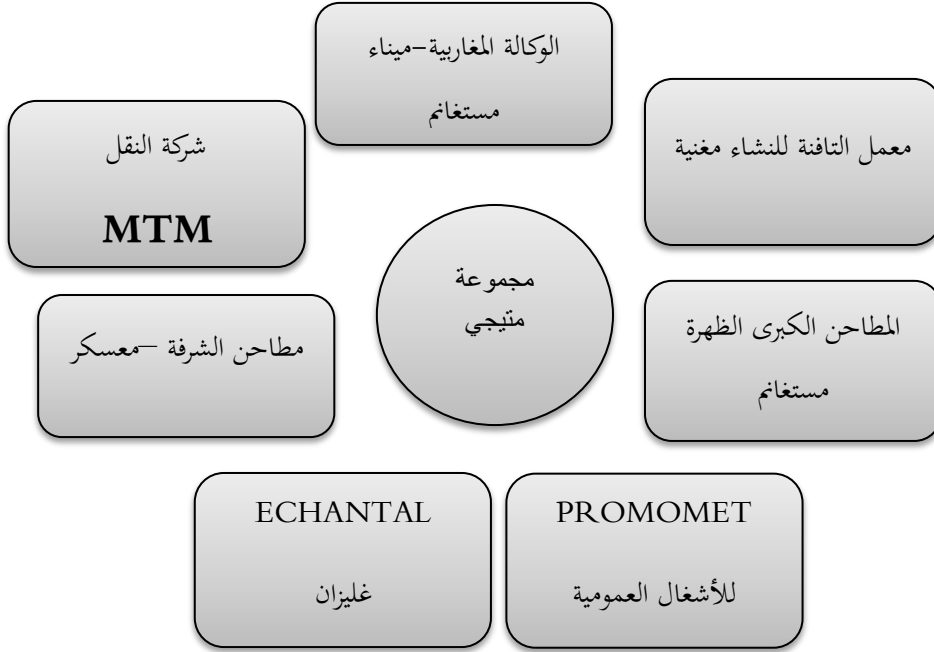 الوكالة المغاربية–ميناء
مستغانم
معمل التافنة للنشاء مغنية
شركة النقل
MTM
مجموعة
متيجي
المطاحن الكبرى الظهرة
مستغانم
مطاحن الشرفة –معسكر
PROMOMET
للأشغال العمومية
ECHANTAL
غليزان